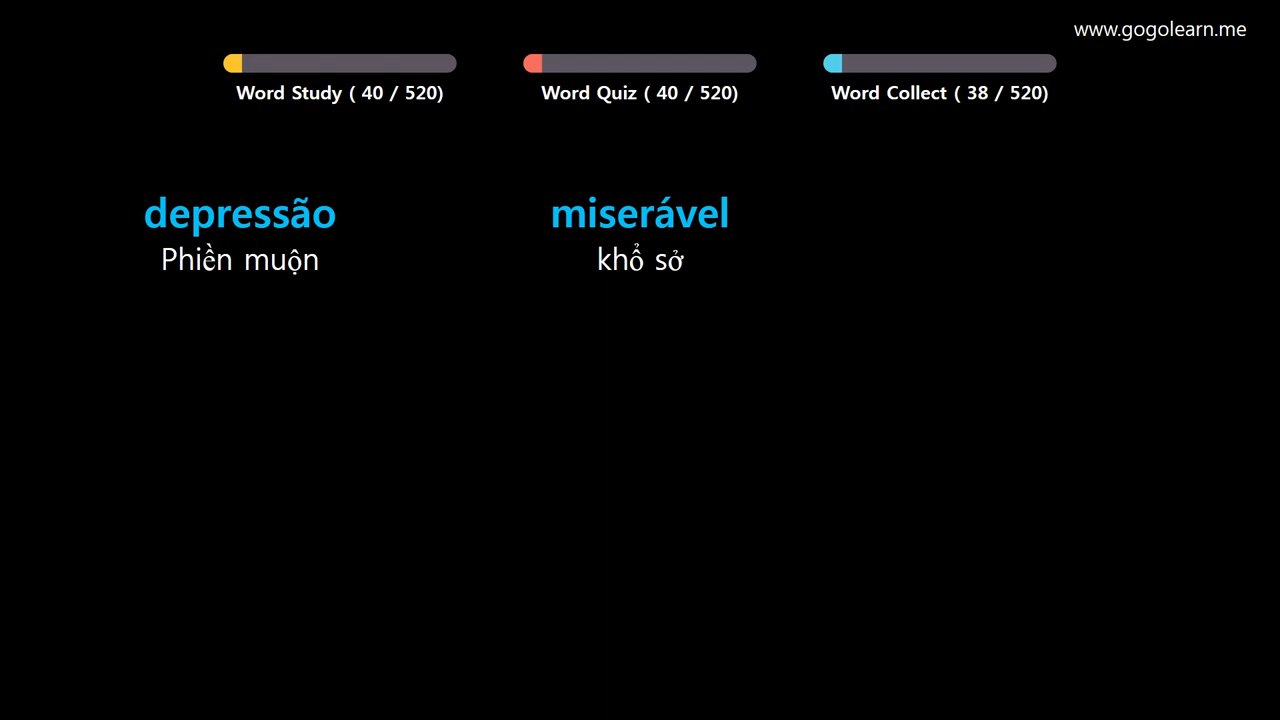 www.gogolearn.me
Word Study ( 40 / 520)
Word Quiz ( 40 / 520)
Word Collect ( 38 / 520)
depressão
Phiền muộn
miserável
khổ sở